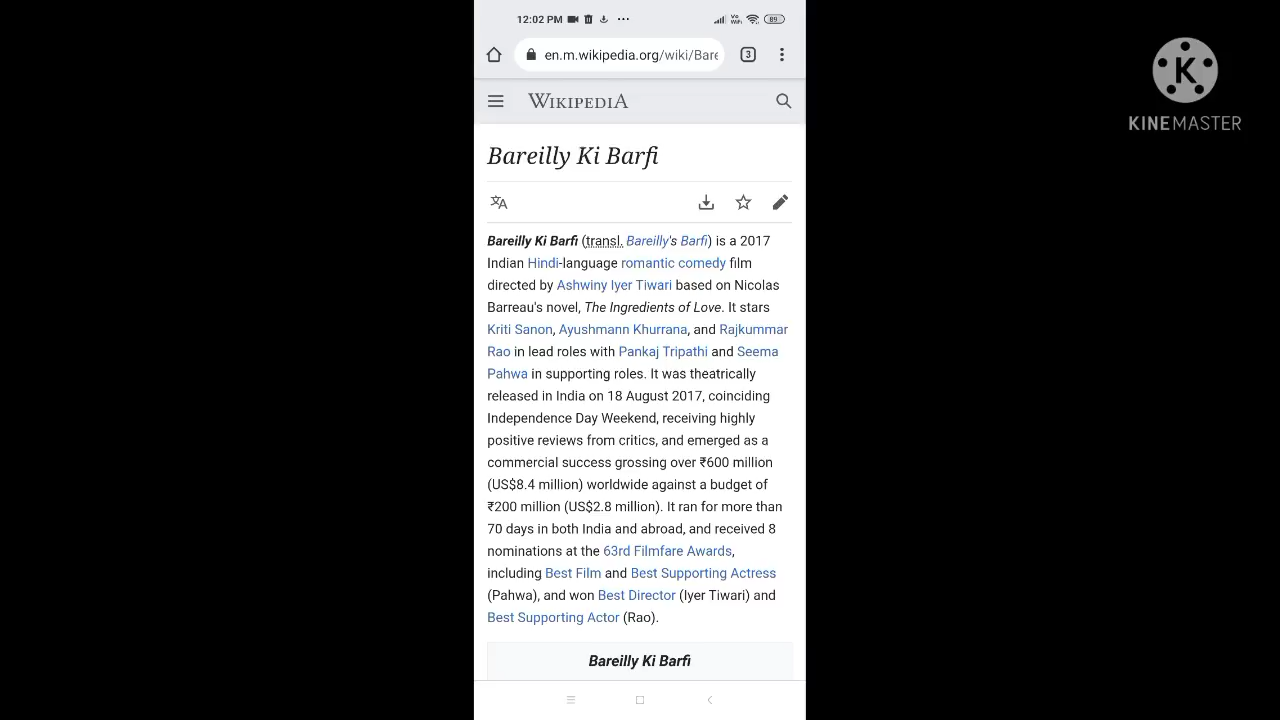 12:02 PM ...
Vo WiFi 89
en.m.wikipedia.org/wiki/Bare
3
K
KINEMASTER
WIKIPEDIA
Bareilly Ki Barfi
Bareilly Ki Barfi (transl. Bareilly's Barfi) is a 2017
Indian Hindi-language romantic comedy film
directed by Ashwiny Iyer Tiwari based on Nicolas
Barreau's novel, The Ingredients of Love. It stars
Kriti Sanon, Ayushmann Khurrana, and Rajkummar
Rao in lead roles with Pankaj Tripathi and Seema
Pahwa in supporting roles. It was theatrically
released in India on 18 August 2017, coinciding
Independence Day Weekend, receiving highly
positive reviews from critics, and emerged as a
commercial success grossing over ₹600 million
(US$8.4 million) worldwide against a budget of
₹200 million (US$2.8 million). It ran for more than
70 days in both India and abroad, and received 8
nominations at the 63rd Filmfare Awards,
including Best Film and Best Supporting Actress
(Pahwa), and won Best Director (Iyer Tiwari) and
Best Supporting Actor (Rao).
Bareilly Ki Barfi